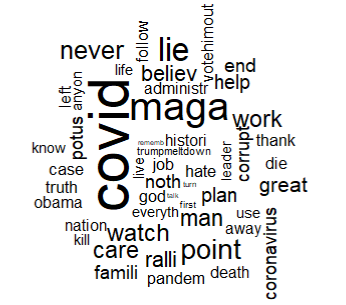 never
follow
lie
votehimout
life
believ
end
help
left
anyon
covid
administr
maga
work
potus
rememb
histori
corrupt
thank
know
trumpmeltdown
leader
case
live
job
hate
die
truth
noth
turn
plan
great
obama
god
talk
everyth
first
man
use
nation
away.
kill
watch
point
coronavirus
care
ralli
famili
pandem
death